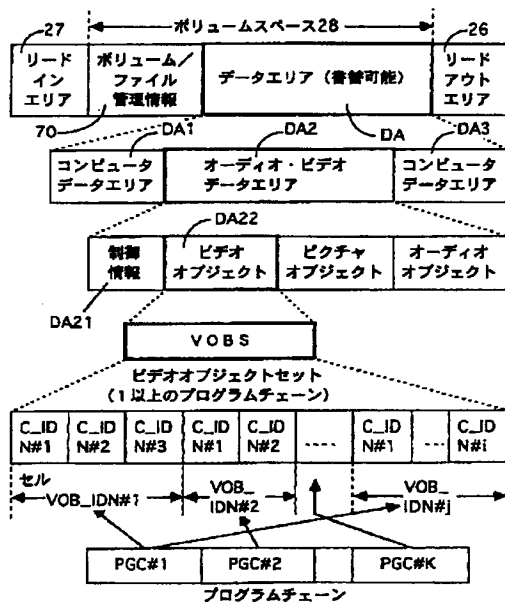 ボリュームスペース28
27
26
リード
イン
エリア
ボリューム／
ファイル
管理情報
データエリア（書替可能）
リード
アウト
エリア
70
DA1
DA2
DA
DA3
コンピュータ
データエリア
オーディオ・ビデオ
データエリア
コンピュータ
データエリア
DA22
制御
情報
ビデオ
オブジェクト
ピクチャ
オブジェクト
オーディオ
オブジェクト
DA21
VOBS
ビデオオブジェクトセット
（１以上のプログラムチェーン）
C_ID
N#1
C_ID
N#2
C_ID
N#3
C_ID
N#1
C_ID
N#2
-----
C_ID
N#1
----
C_ID
N#i
セル
VOB_IDN#1
VOB_
IDN#2
VOB_
IDN#j
PGC#1
PGC#2
PGC#K
プログラムチェーン